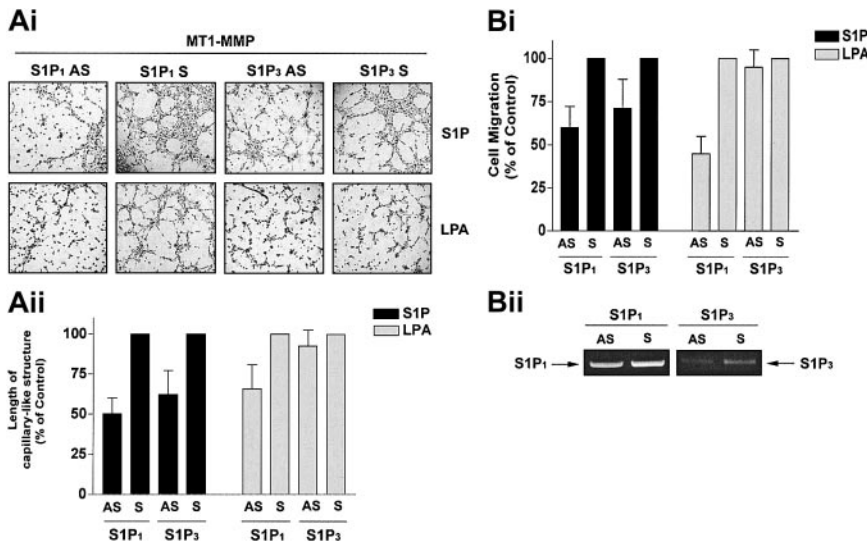 Ai
MT1-MMP
S1P₁ AS S1P₁ S S1P₃ AS S1P₃ S
S1P
LPA
Aii
S1P
LPA
Length of
capillary-like structure
(% of Control)
100
75
50
25
0
AS S AS S AS S AS S
S1P₁ S1P₃ S1P₁ S1P₃
Bi
S1P
LPA
Cell Migration
(% of Control)
100
75
50
25
0
AS S AS S AS S AS S
S1P₁ S1P₃ S1P₁ S1P₃
Bii
S1P₁ S1P₃
AS S AS S
S1P₁ S1P₃